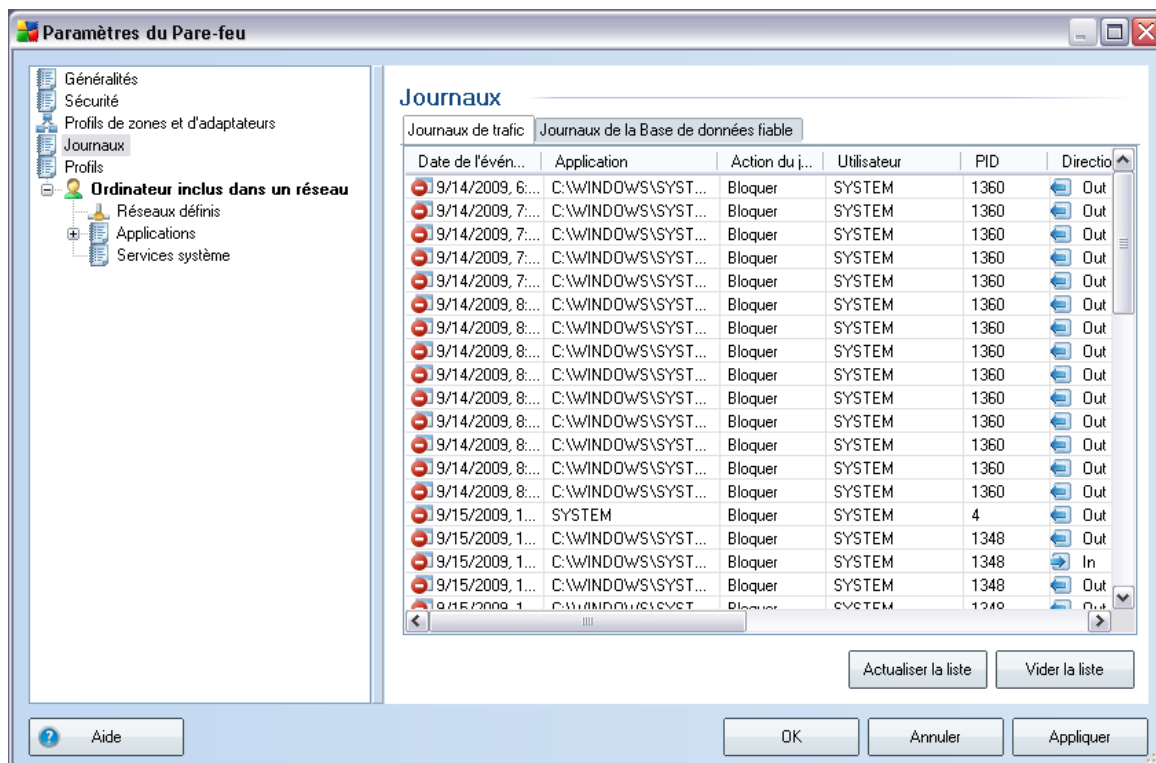 Paramètres du Pare-feu
Généralités
Sécurité
Profils de zones et d'adaptateurs
Journaux
Profils
Ordinateur inclus dans un réseau
Réseaux définis
Applications
Services système
Journaux
Journaux de trafic Journaux de la Base de données fiable
Date de l'évén... Application Action du j... Utilisateur PID Directio
9/14/2009, 6:... C:\WINDOWS\SYST... Bloquer SYSTEM 1360 Out
9/14/2009, 7:... C:\WINDOWS\SYST... Bloquer SYSTEM 1360 Out
9/14/2009, 7:... C:\WINDOWS\SYST... Bloquer SYSTEM 1360 Out
9/14/2009, 7:... C:\WINDOWS\SYST... Bloquer SYSTEM 1360 Out
9/14/2009, 7:... C:\WINDOWS\SYST... Bloquer SYSTEM 1360 Out
9/14/2009, 8:... C:\WINDOWS\SYST... Bloquer SYSTEM 1360 Out
9/14/2009, 8:... C:\WINDOWS\SYST... Bloquer SYSTEM 1360 Out
9/14/2009, 8:... C:\WINDOWS\SYST... Bloquer SYSTEM 1360 Out
9/14/2009, 8:... C:\WINDOWS\SYST... Bloquer SYSTEM 1360 Out
9/14/2009, 8:... C:\WINDOWS\SYST... Bloquer SYSTEM 1360 Out
9/14/2009, 8:... C:\WINDOWS\SYST... Bloquer SYSTEM 1360 Out
9/14/2009, 8:... C:\WINDOWS\SYST... Bloquer SYSTEM 1360 Out
9/14/2009, 8:... C:\WINDOWS\SYST... Bloquer SYSTEM 1360 Out
9/14/2009, 8:... C:\WINDOWS\SYST... Bloquer SYSTEM 1360 Out
9/15/2009, 1... SYSTEM Bloquer SYSTEM 4 Out
9/15/2009, 1... C:\WINDOWS\SYST... Bloquer SYSTEM 1348 Out
9/15/2009, 1... C:\WINDOWS\SYST... Bloquer SYSTEM 1348 In
9/15/2009, 1... C:\WINDOWS\SYST... Bloquer SYSTEM 1348 Out
9/15/2009, 1... C:\WINDOWS\SYST... Bloquer SYSTEM 1348 Out
Actualiser la liste Vider la liste
Aide OK Annuler Appliquer